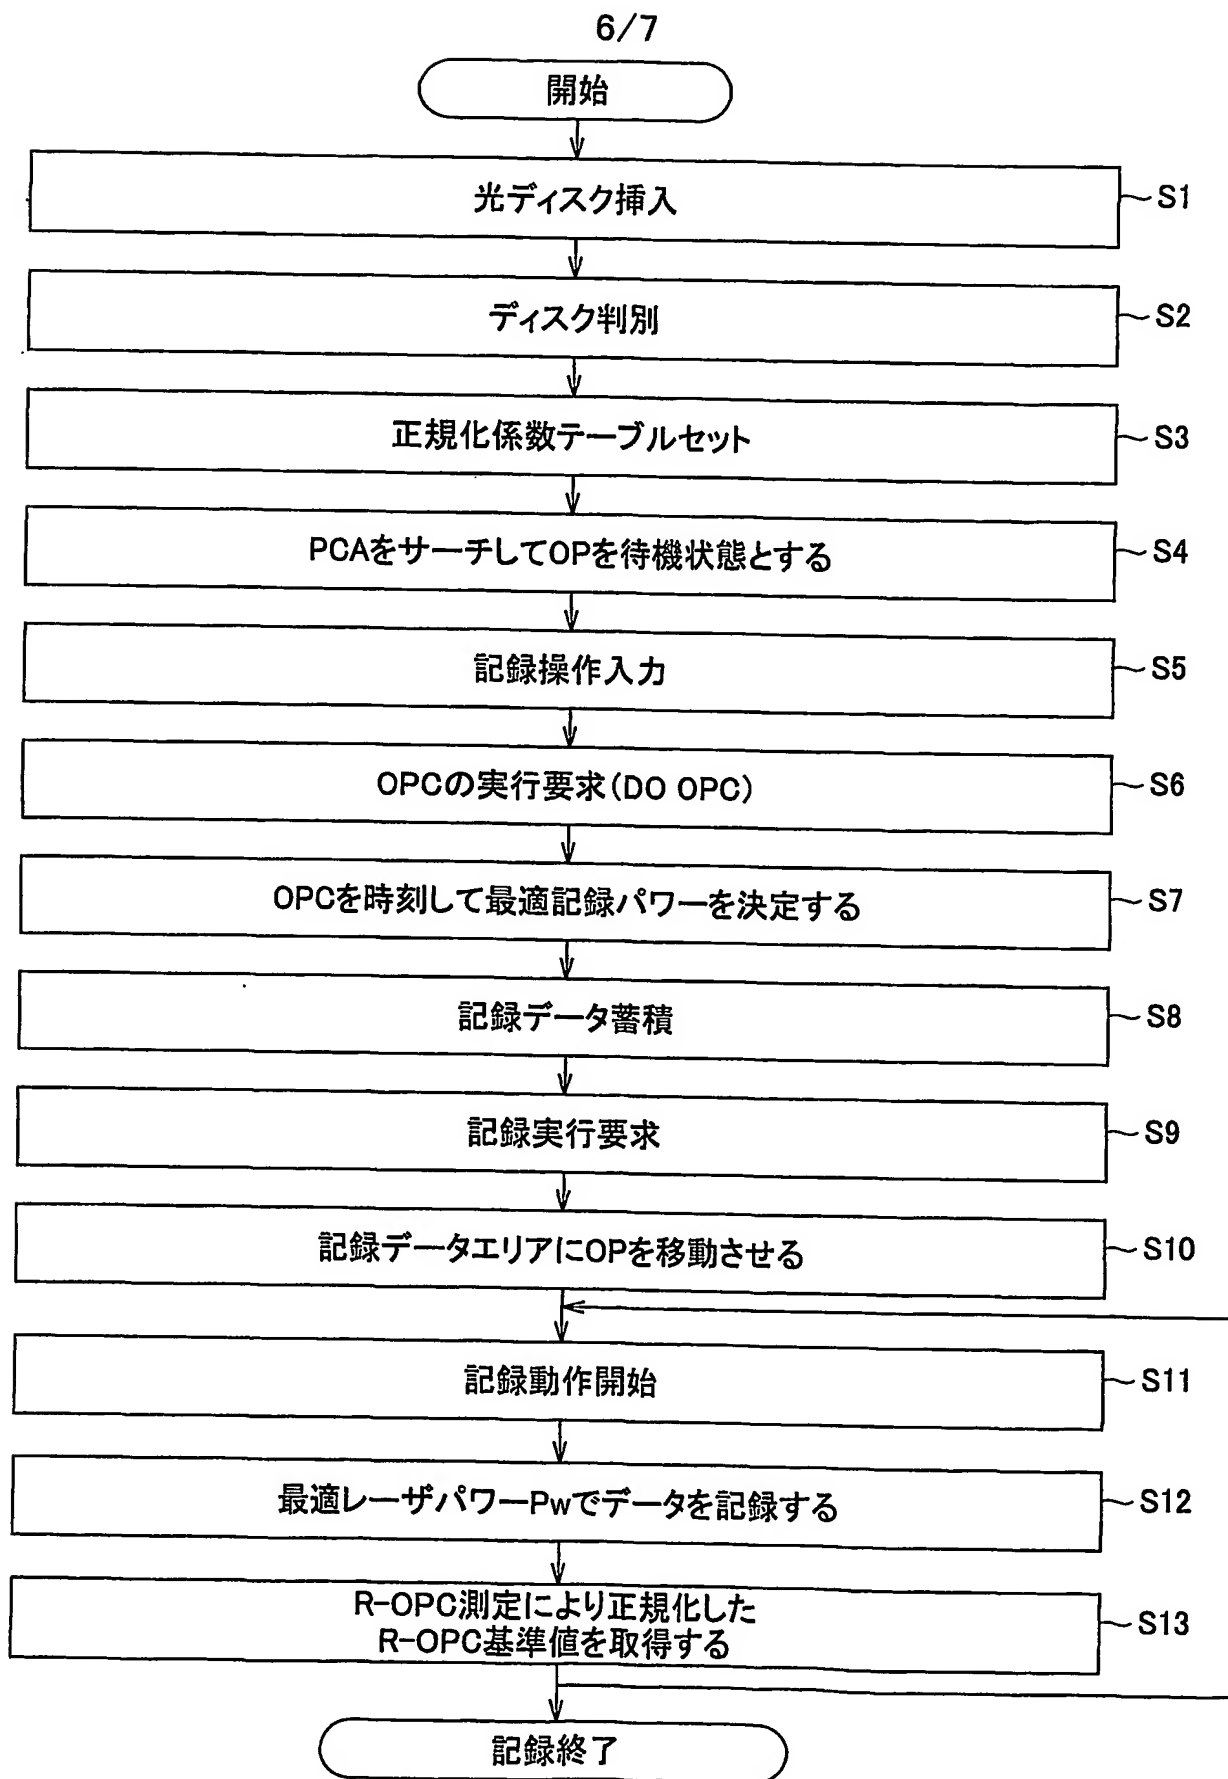 6/7
開始
光ディスク挿入
S1
ディスク判別
S2
正規化係数テーブルセット
S3
PCAをサーチしてOPを待機状態とする
S4
記録操作入力
S5
OPCの実行要求(DO OPC)
S6
OPCを時刻して最適記録パワーを決定する
S7
記録データ蓄積
S8
記録実行要求
S9
記録データエリアにOPを移動させる
S10
記録動作開始
S11
最適レーザパワーPwでデータを記録する
S12
R-OPC測定により正規化した
R-OPC基準値を取得する
S13
記録終了